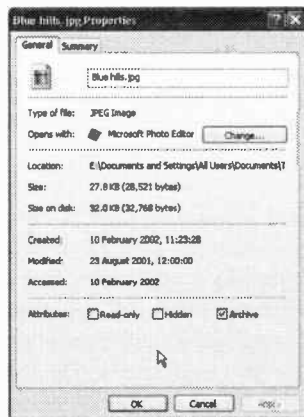 Blue hills.jpg Properties
General Summary
Blue hills.jpg
Type of file: JPEG Image
Opens with: Microsoft Photo Editor Change...
Location: E:\Documents and Settings\All Users\Documents\T
Size: 27.8 KB (28,521 bytes)
Size on disk: 32.0 KB (32,768 bytes)
Created: 10 February 2002, 11:23:28
Modified: 23 August 2001, 12:00:00
Accessed: 10 February 2002
Attributes: Read-only Hidden Archive
OK Cancel Apply